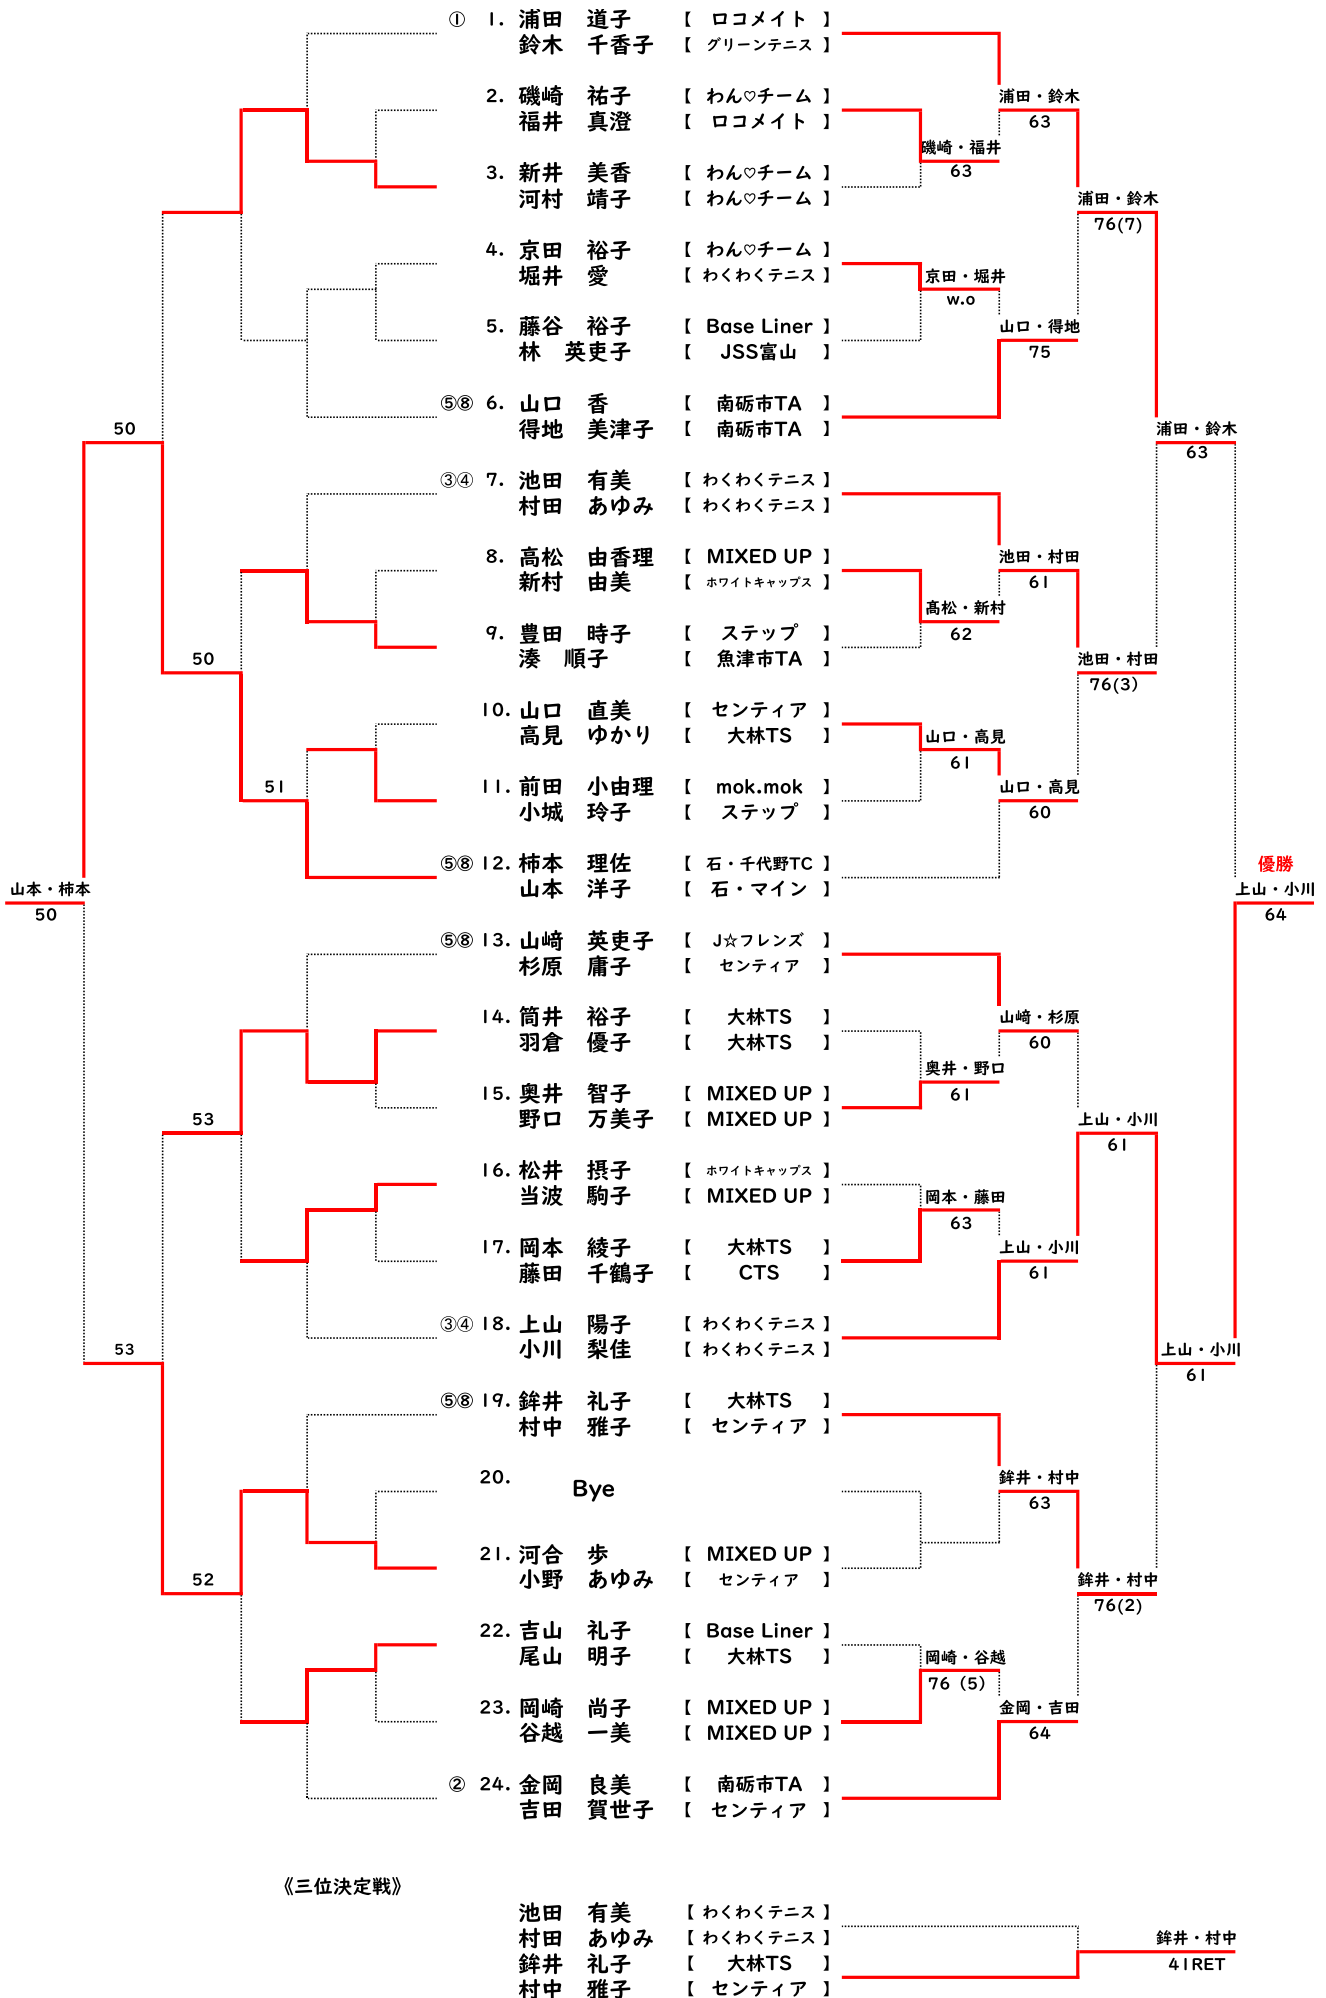 ① 1. 浦田 道子 【 ロコメイト 】
鈴木 千香子 【 グリーンテニス 】
2. 磯崎 祐子 【 わん♡チーム 】
福井 真澄 【 ロコメイト 】
3. 新井 美香 【 わん♡チーム 】
河村 靖子 【 わん♡チーム 】
4. 京田 裕子 【 わん♡チーム 】
堀井 愛 【 わくわくテニス 】
5. 藤谷 裕子 【 Base Liner 】
林 英吏子 【 JSS富山 】
⑤⑧ 6. 山口 香 【 南砺市TA 】
得地 美津子 【 南砺市TA 】
③④ 7. 池田 有美 【 わくわくテニス 】
村田 あゆみ 【 わくわくテニス 】
8. 高松 由香理 【 MIXED UP 】
新村 由美 【 ホワイトキャップス 】
9. 豊田 時子 【 ステップ 】
湊 順子 【 魚津市TA 】
10. 山口 直美 【 センティア 】
高見 ゆかり 【 大林TS 】
11. 前田 小由理 【 mok.mok 】
小城 玲子 【 ステップ 】
⑤⑧ 12. 柿本 理佐 【 石・千代野TC 】
山本 洋子 【 石・マイン 】
⑤⑧ 13. 山﨑 英吏子 【 J☆フレンズ 】
杉原 庸子 【 センティア 】
14. 筒井 裕子 【 大林TS 】
羽倉 優子 【 大林TS 】
15. 奥井 智子 【 MIXED UP 】
野口 万美子 【 MIXED UP 】
16. 松井 摂子 【 ホワイトキャップス 】
当波 駒子 【 MIXED UP 】
17. 岡本 綾子 【 大林TS 】
藤田 千鶴子 【 CTS 】
③④ 18. 上山 陽子 【 わくわくテニス 】
小川 梨佳 【 わくわくテニス 】
⑤⑧ 19. 鉾井 礼子 【 大林TS 】
村中 雅子 【 センティア 】
20. Bye
21. 河合 歩 【 MIXED UP 】
小野 あゆみ 【 センティア 】
22. 吉山 礼子 【 Base Liner 】
尾山 明子 【 大林TS 】
23. 岡崎 尚子 【 MIXED UP 】
谷越 一美 【 MIXED UP 】
② 24. 金岡 良美 【 南砺市TA 】
吉田 賀世子 【 センティア 】
磯崎・福井
63
京田・堀井
w.o
髙松・新村
62
山口・高見
61
奥井・野口
61
岡本・藤田
63
岡崎・谷越
76（5）
浦田・鈴木
63
山口・得地
75
池田・村田
61
山口・高見
60
山﨑・杉原
60
上山・小川
61
鉾井・村中
63
金岡・吉田
64
浦田・鈴木
76(7)
池田・村田
76(3)
上山・小川
61
鉾井・村中
76(2)
浦田・鈴木
63
上山・小川
61
優勝
上山・小川
64
51
50
50
53
52
53
山本・柿本
50
《三位決定戦》
池田 有美 【 わくわくテニス 】
村田 あゆみ 【 わくわくテニス 】
鉾井 礼子 【 大林TS 】
村中 雅子 【 センティア 】
鉾井・村中
41RET